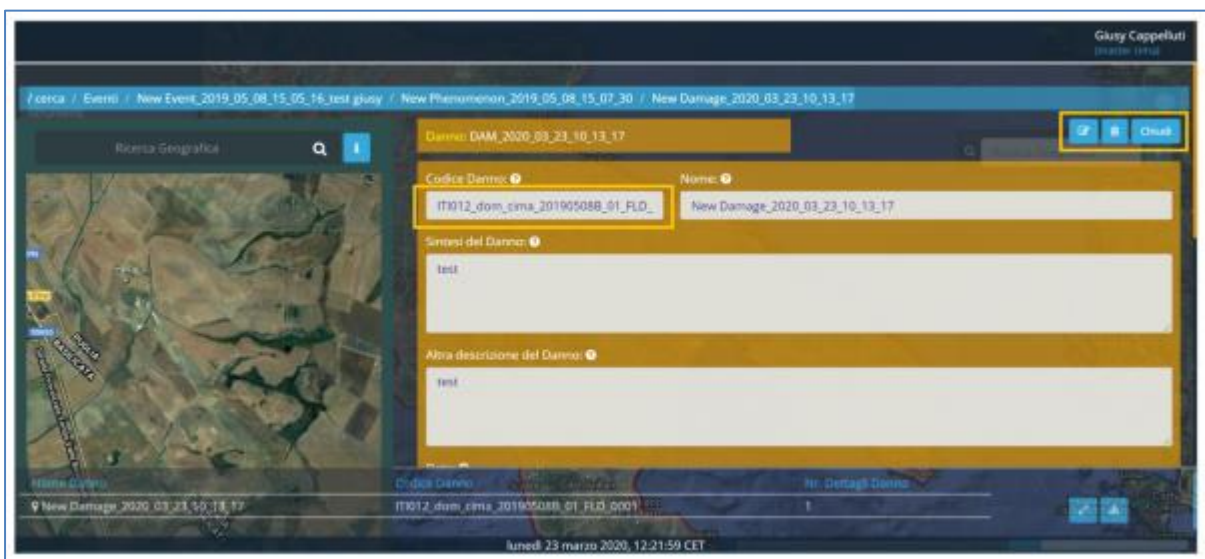 Giusy Cappelluti
/ cerca / Eventi / New Event_2019_05_08_15_05_16_test giusy / New Phenomenon_2019_05_08_15_07_30 / New Damage_2020_03_23_10_13_17
Danno: DAM_2020_03_23_10_13_17
Chiudi
Ricerca Geografica
Codice Danno:
Nome:
ITI012_dom_cima_20190508B_01_FLD_
New Damage_2020_03_23_10_13_17
Sintesi del Danno:
test
Altra descrizione del Danno:
test
PUGLIA
BASILICATA
Nome Danno
Codice Danno
Nr. Dettagli Danno
New Damage_2020_03_23_10_13_17
ITI012_dom_cima_20190508B_01_FLD_0001
1
lunedì 23 marzo 2020, 12:21:59 CET